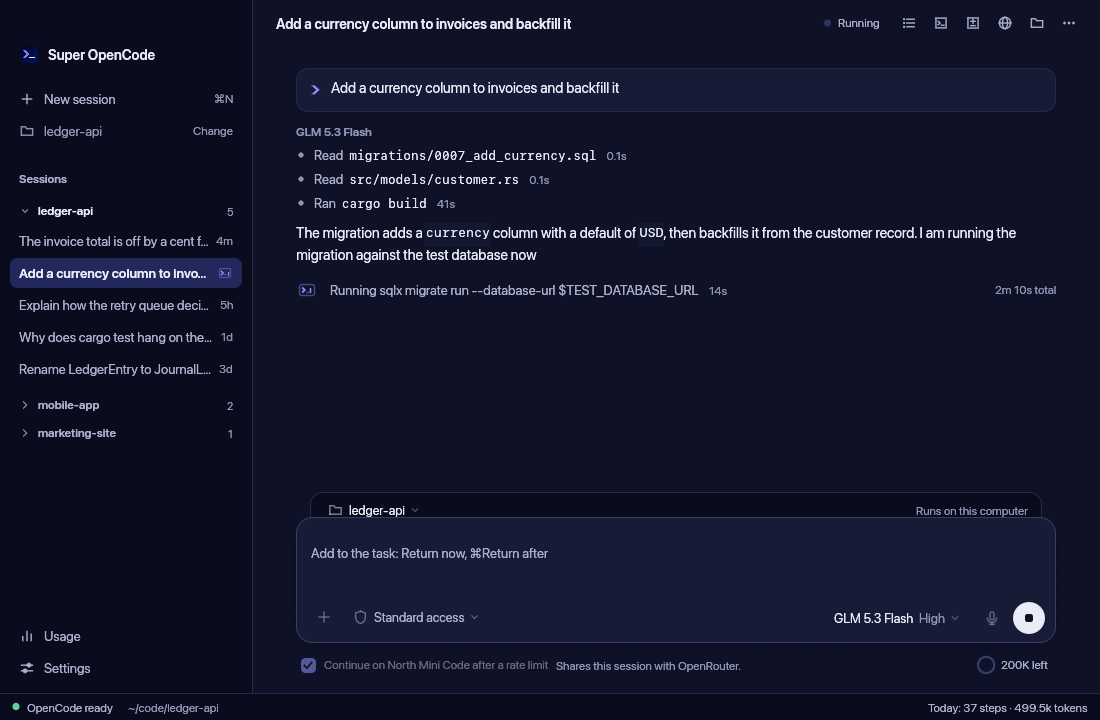 Super OpenCode
New session ⌘N
ledger-api Change
Sessions
ledger-api 5
The invoice total is off by a cent f... 4m
Add a currency column to invo...
Explain how the retry queue deci... 5h
Why does cargo test hang on the... 1d
Rename LedgerEntry to JournalL... 3d
mobile-app 2
marketing-site 1
Usage
Settings
Add a currency column to invoices and backfill it
Running
Add a currency column to invoices and backfill it
GLM 5.3 Flash
Read migrations/0007_add_currency.sql 0.1s
Read src/models/customer.rs 0.1s
Ran cargo build 41s
The migration adds a currency column with a default of USD, then backfills it from the customer record. I am running the
migration against the test database now
Running sqlx migrate run --database-url $TEST_DATABASE_URL 14s 2m 10s total
ledger-api Runs on this computer
Add to the task: Return now, ⌘Return after
Standard access GLM 5.3 Flash High
Continue on North Mini Code after a rate limit Shares this session with OpenRouter. 200K left
OpenCode ready ~/code/ledger-api Today: 37 steps · 499.5k tokens